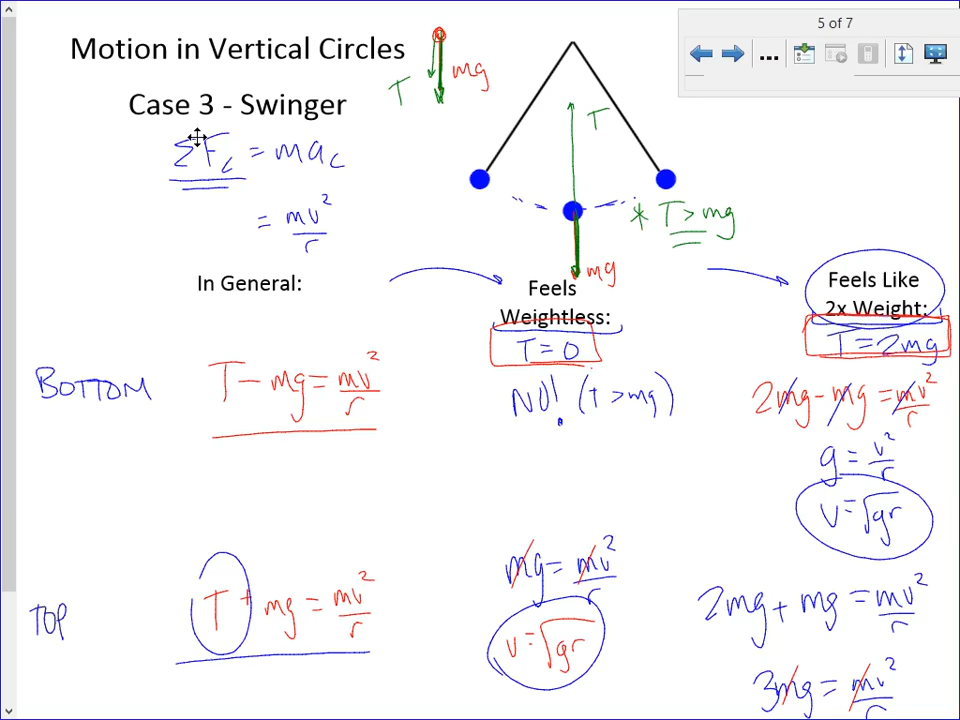 5 of 7
Motion in Vertical Circles
T mg
Case 3 - Swinger
ΣFc = mac
= mv²/r
T
* T > mg
mg
In General:
Feels
Weightless:
T = 0
Feels Like
2x Weight:
T = 2mg
BOTTOM
T - mg = mv²/r
NO! (T > mg)
2mg - mg = mv²/r
g = v²/r
v = √gr
TOP
T + mg = mv²/r
mg = mv²/r
v = √gr
2mg + mg = mv²/r
3mg = mv²/r